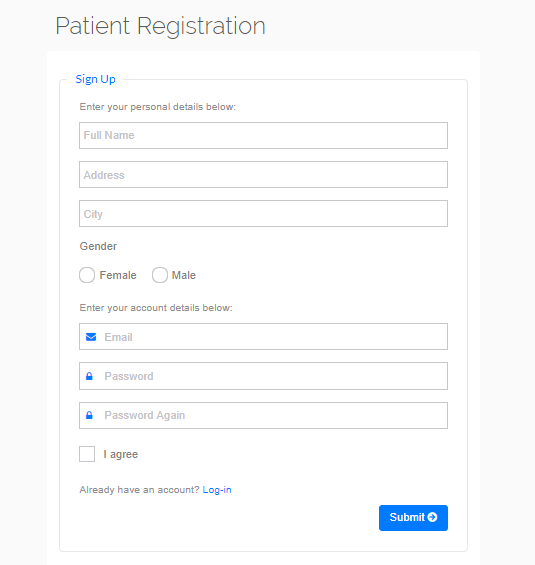 Patient Registration
Sign Up
Enter your personal details below:
Full Name
Address
City
Gender
Female Male
Enter your account details below:
Email
Password
Password Again
I agree
Already have an account? Log-in
Submit